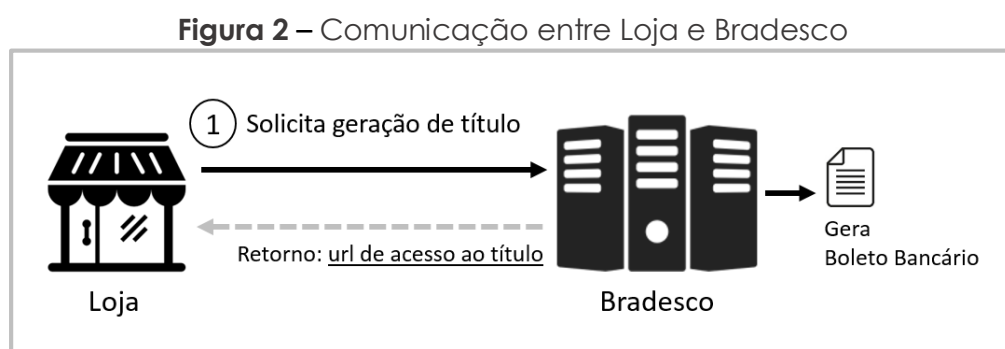 Figura 2 – Comunicação entre Loja e Bradesco
1 Solicita geração de título
Retorno: url de acesso ao título
Gera
Boleto Bancário
Loja
Bradesco